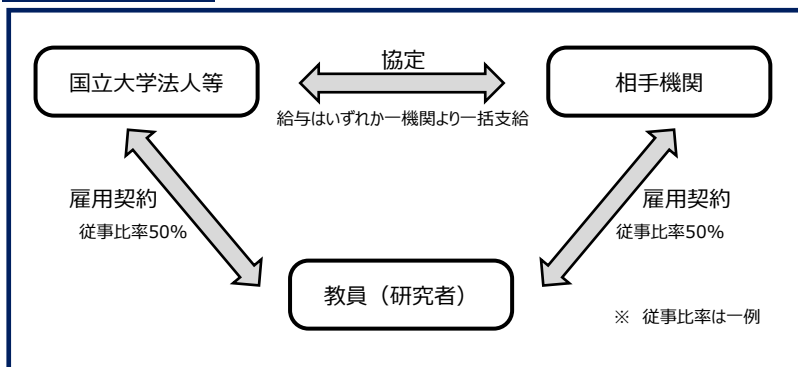 協定
国立大学法人等
相手機関
給与はいずれか一機関より一括支給
雇用契約
従事比率50%
雇用契約
従事比率50%
教員（研究者）
※ 従事比率は一例